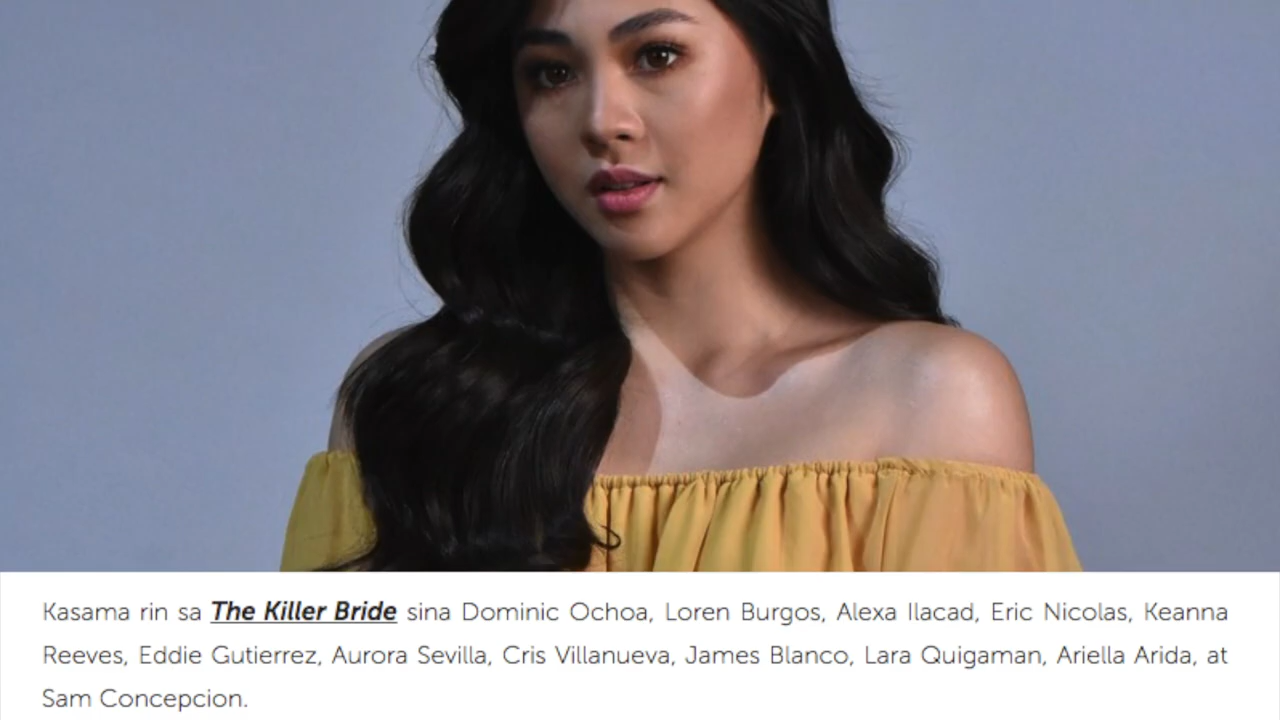 Kasama rin sa The Killer Bride sina Dominic Ochoa, Loren Burgos, Alexa Ilacad, Eric Nicolas, Keanna
Reeves, Eddie Gutierrez, Aurora Sevilla, Cris Villanueva, James Blanco, Lara Quigaman, Ariella Arida, at
Sam Concepcion.